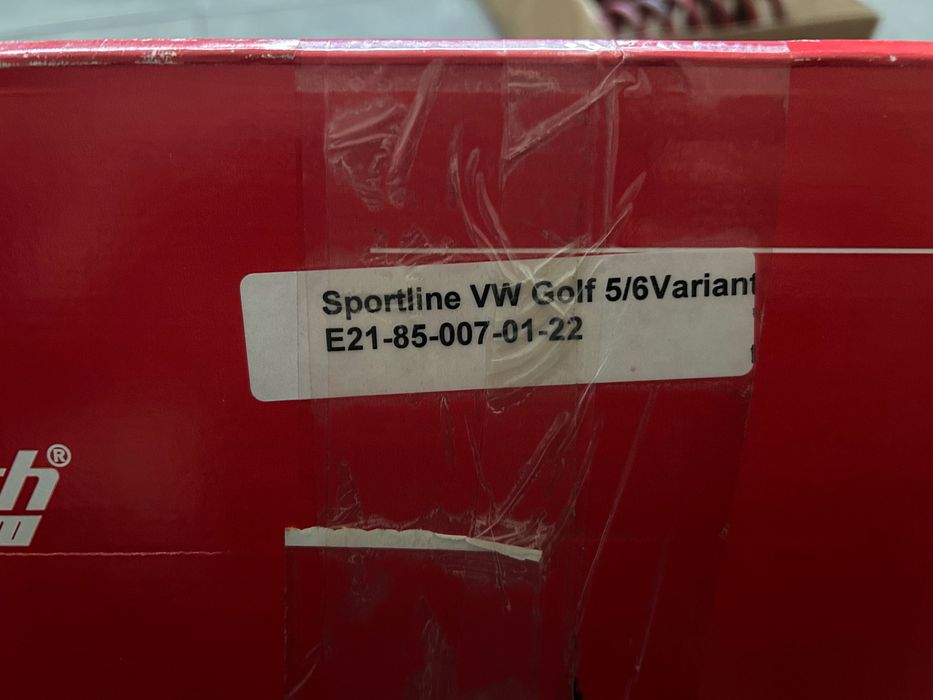 Sportline VW Golf 5/6Variant
E21-85-007-01-22